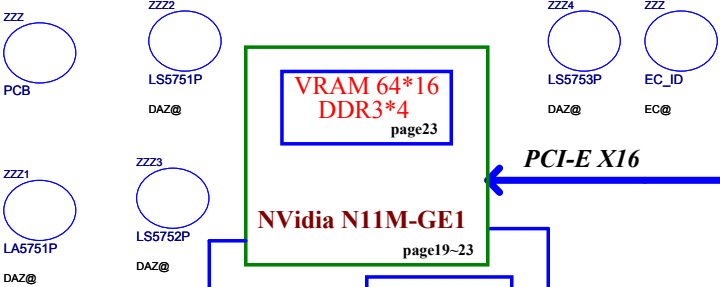 ZZZ
PCB
ZZZ2
LS5751P
DAZ@
ZZZ4
LS5753P
DAZ@
ZZZ
EC_ID
EC@
VRAM 64*16
DDR3*4
page23
PCI-E X16
ZZZ1
LA5751P
DAZ@
ZZZ3
LS5752P
DAZ@
NVidia N11M-GE1
page19~23